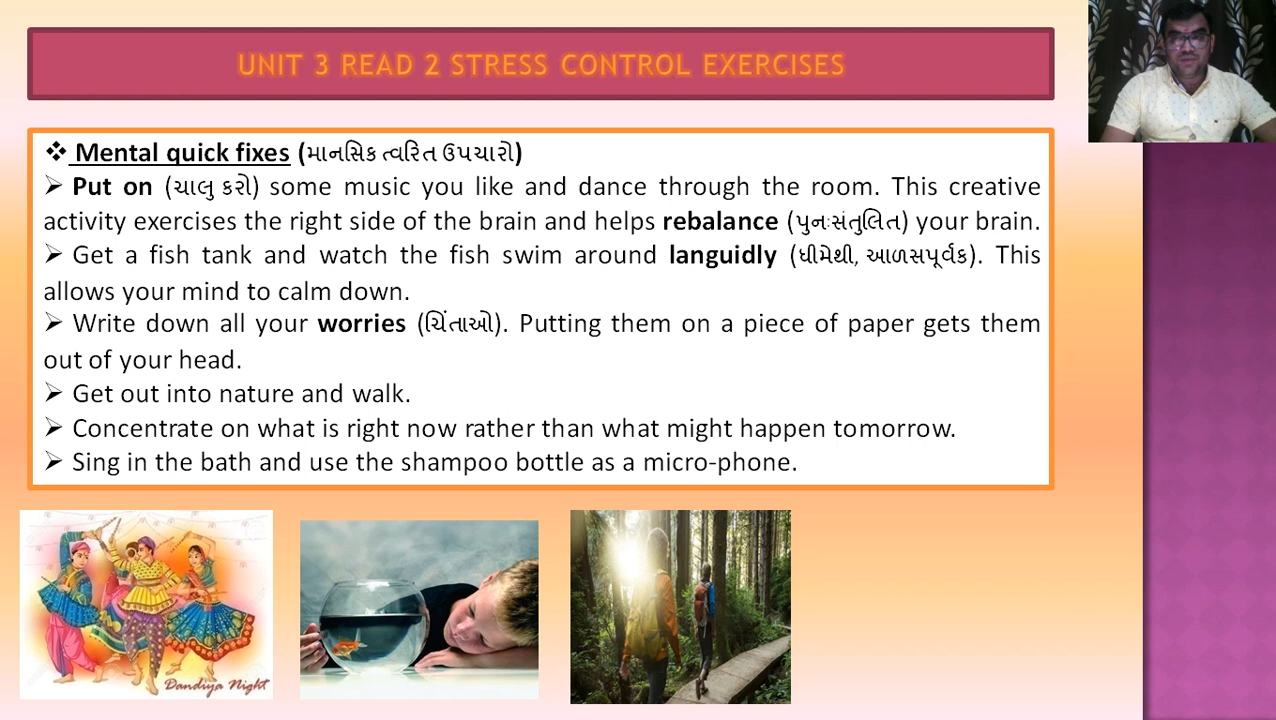 UNIT 3 READ 2 STRESS CONTROL EXERCISES
❖ Mental quick fixes (માનસિક ત્વરિત ઉપચારો)
➢ Put on (ચાલુ કરો) some music you like and dance through the room. This creative
activity exercises the right side of the brain and helps rebalance (પુનઃસંતુલિત) your brain.
➢ Get a fish tank and watch the fish swim around languidly (ધીમેથી, આળસપૂર્વક). This
allows your mind to calm down.
➢ Write down all your worries (ચિંતાઓ). Putting them on a piece of paper gets them
out of your head.
➢ Get out into nature and walk.
➢ Concentrate on what is right now rather than what might happen tomorrow.
➢ Sing in the bath and use the shampoo bottle as a micro-phone.
Dandiya Night